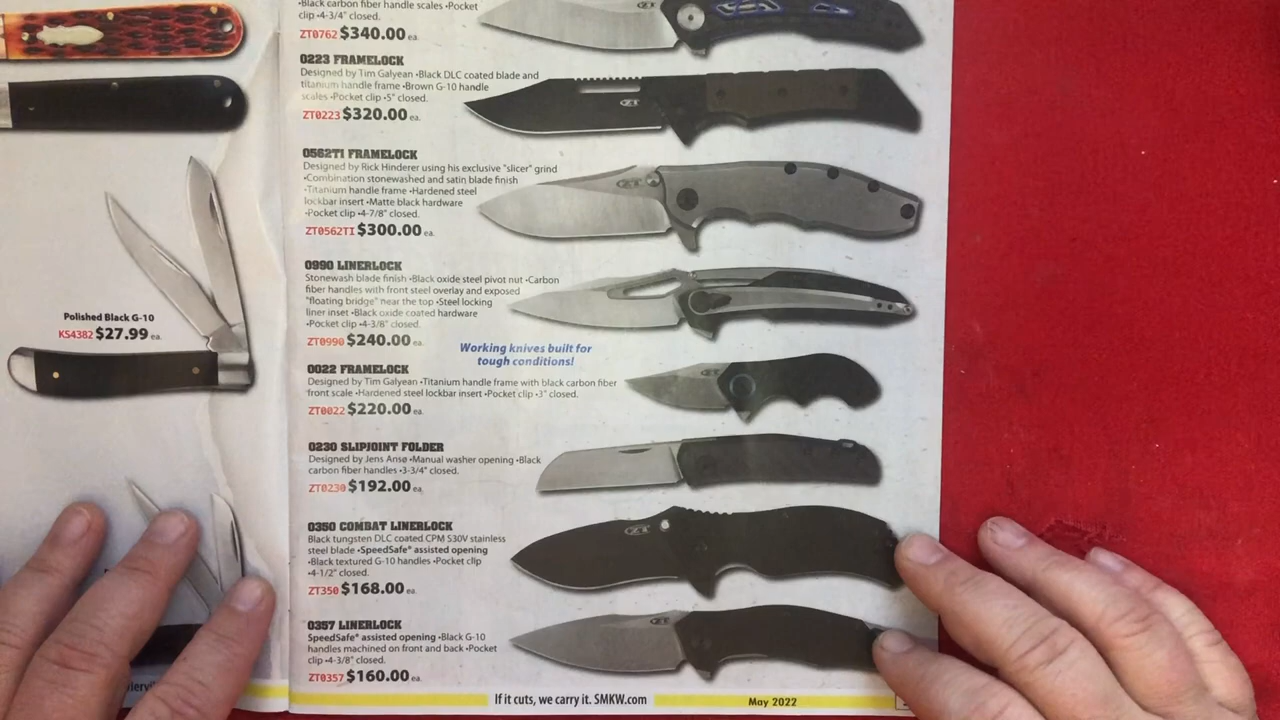 Polished Black G-10
KS4382 $27.99 ea.
•Black carbon fiber handle scales •Pocket
clip •4-3/4" closed.
ZT0762 $340.00 ea.
0223 FRAMELOCK
Designed by Tim Galyean •Black DLC coated blade and
titanium handle frame •Brown G-10 handle
scales •Pocket clip •5" closed.
ZT0223 $320.00 ea.
0562TI FRAMELOCK
Designed by Rick Hinderer using his exclusive "slicer" grind
•Combination stonewashed and satin blade finish
•Titanium handle frame •Hardened steel
lockbar insert •Matte black hardware
•Pocket clip •4-7/8" closed.
ZT0562TI $300.00 ea.
0990 LINERLOCK
Stonewash blade finish •Black oxide steel pivot nut •Carbon
fiber handles with front steel overlay and exposed
"floating bridge" near the top •Steel locking
liner inset •Black oxide coated hardware
•Pocket clip •4-3/8" closed.
ZT0990 $240.00 ea.
Working knives built for
tough conditions!
0022 FRAMELOCK
Designed by Tim Galyean •Titanium handle frame with black carbon fiber
front scale •Hardened steel lockbar insert •Pocket clip •3" closed.
ZT0022 $220.00 ea.
0230 SLIPJOINT FOLDER
Designed by Jens Ansø •Manual washer opening •Black
carbon fiber handles •3-3/4" closed.
ZT0230 $192.00 ea.
0350 COMBAT LINERLOCK
Black tungsten DLC coated CPM S30V stainless
steel blade •SpeedSafe® assisted opening
•Black textured G-10 handles •Pocket clip
•4-1/2" closed.
ZT350 $168.00 ea.
0357 LINERLOCK
SpeedSafe® assisted opening •Black G-10
handles machined on front and back •Pocket
clip •4-3/8" closed.
ZT0357 $160.00 ea.
If it cuts, we carry it. SMKW.com
May 2022
ZT
ZT
ZT
ZT
ZT
ZT